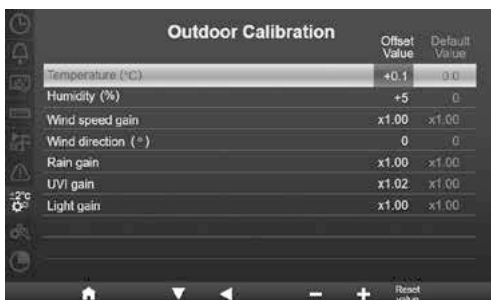 Outdoor Calibration
Offset Value
Default Value
Temperature (°C) +0.1 0.0
Humidity (%) +5 0
Wind speed gain x1.00 x1.00
Wind direction (°) 0 0
Rain gain x1.00 x1.00
UVI gain x1.02 x1.00
Light gain x1.00 x1.00
±2°C
Reset
value